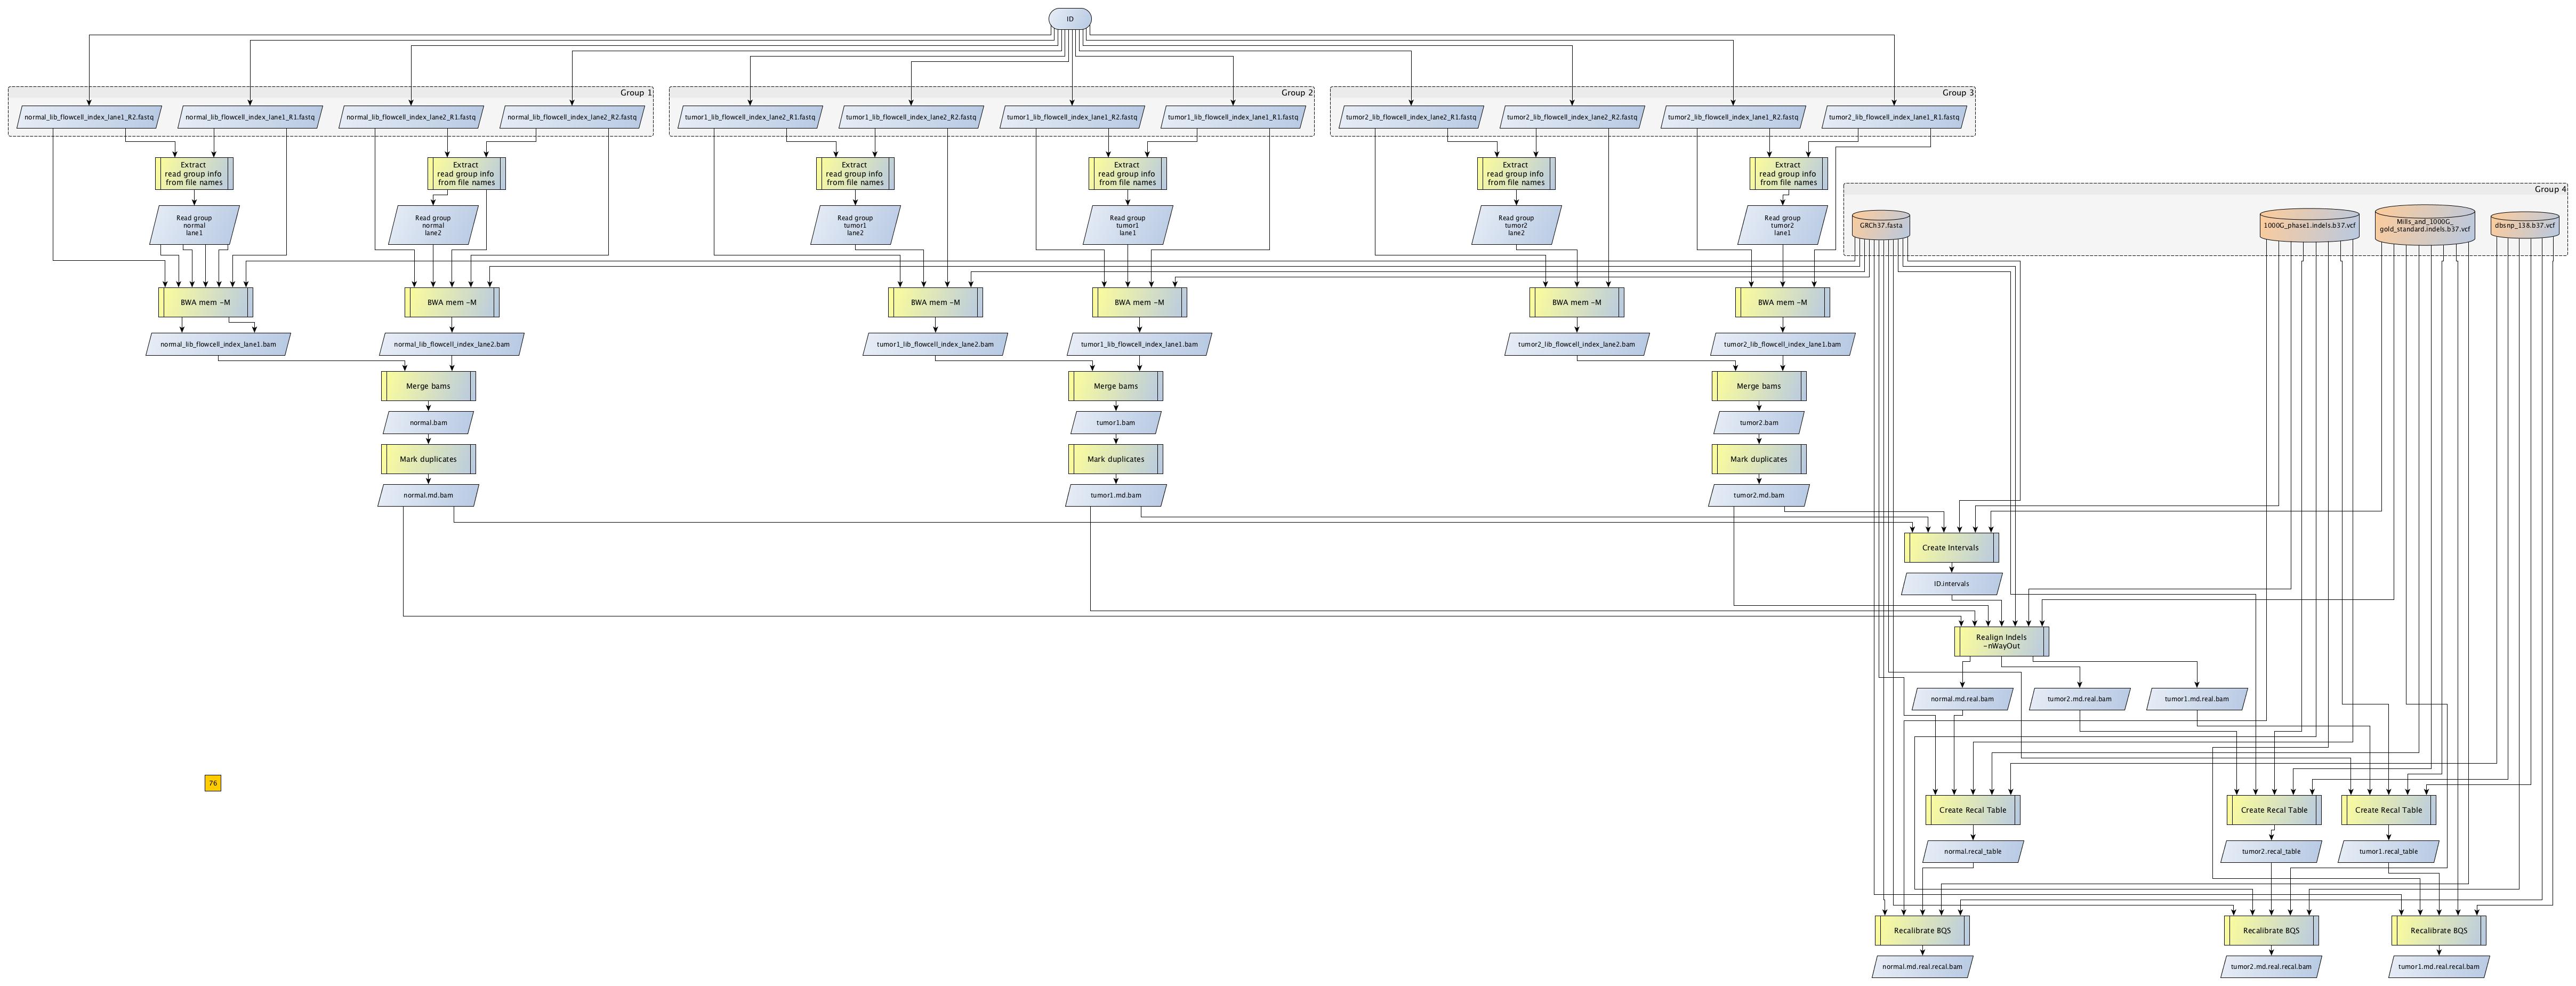 ID
Group 1
Group 2
Group 3
normal_lib_flowcell_index_lane1_R2.fastq
normal_lib_flowcell_index_lane1_R1.fastq
normal_lib_flowcell_index_lane2_R1.fastq
normal_lib_flowcell_index_lane2_R2.fastq
tumor1_lib_flowcell_index_lane2_R1.fastq
tumor1_lib_flowcell_index_lane2_R2.fastq
tumor1_lib_flowcell_index_lane1_R2.fastq
tumor1_lib_flowcell_index_lane1_R1.fastq
tumor2_lib_flowcell_index_lane2_R1.fastq
tumor2_lib_flowcell_index_lane2_R2.fastq
tumor2_lib_flowcell_index_lane1_R2.fastq
tumor2_lib_flowcell_index_lane1_R1.fastq
Extract
read group info
from file names
Extract
read group info
from file names
Extract
read group info
from file names
Extract
read group info
from file names
Extract
read group info
from file names
Extract
read group info
from file names
Group 4
Read group
normal
lane1
Read group
normal
lane2
Read group
tumor1
lane2
Read group
tumor1
lane1
Read group
tumor2
lane2
Read group
tumor2
lane1
GRCh37.fasta
1000G_phase1.indels.b37.vcf
Mills_and_1000G_
gold_standard.indels.b37.vcf
dbsnp_138.b37.vcf
BWA mem -M
BWA mem -M
BWA mem -M
BWA mem -M
BWA mem -M
BWA mem -M
normal_lib_flowcell_index_lane1.bam
normal_lib_flowcell_index_lane2.bam
tumor1_lib_flowcell_index_lane2.bam
tumor1_lib_flowcell_index_lane1.bam
tumor2_lib_flowcell_index_lane2.bam
tumor2_lib_flowcell_index_lane1.bam
Merge bams
Merge bams
Merge bams
normal.bam
tumor1.bam
tumor2.bam
Mark duplicates
Mark duplicates
Mark duplicates
normal.md.bam
tumor1.md.bam
tumor2.md.bam
Create Intervals
ID.intervals
Realign Indels
-nWayOut
normal.md.real.bam
tumor2.md.real.bam
tumor1.md.real.bam
76
Create Recal Table
Create Recal Table
Create Recal Table
normal.recal_table
tumor2.recal_table
tumor1.recal_table
Recalibrate BQS
Recalibrate BQS
Recalibrate BQS
normal.md.real.recal.bam
tumor2.md.real.recal.bam
tumor1.md.real.recal.bam